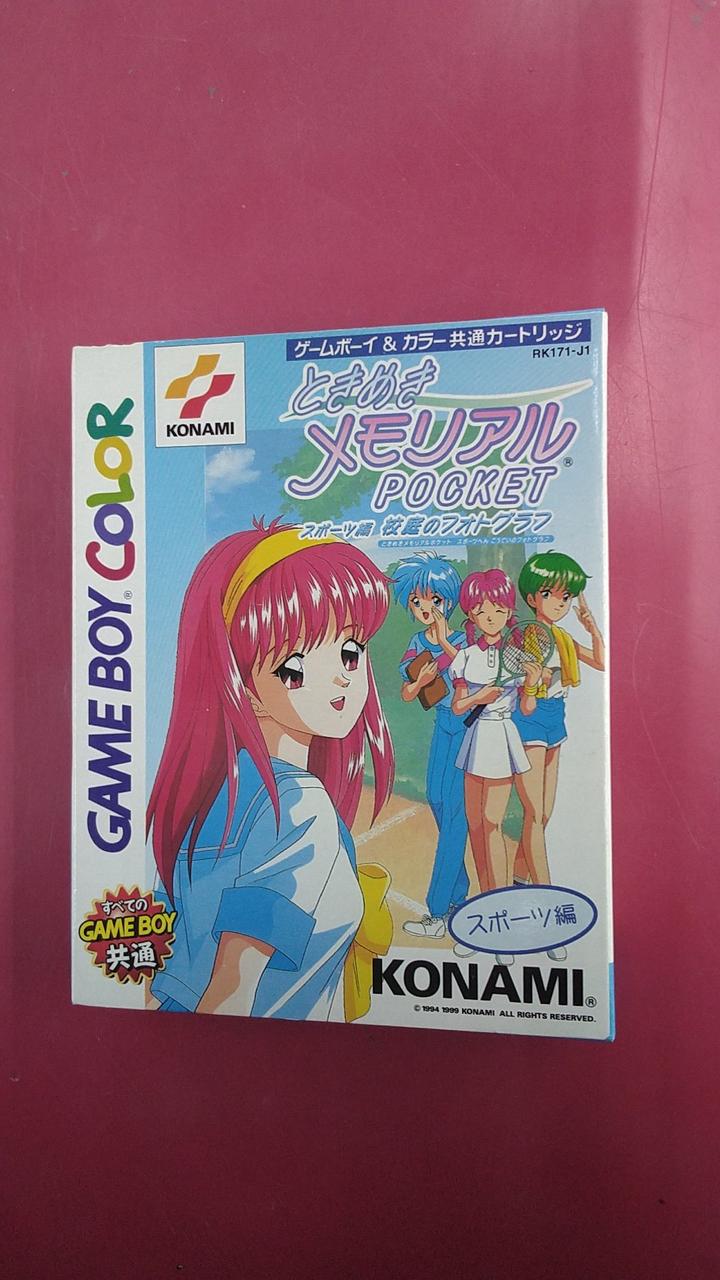 ゲームボーイ & カラー共通カートリッジ
RK171-J1
KONAMI
ときめき
メモリアル®
POCKET
スポーツ編 校庭のフォトグラフ
ときめきメモリアルポケット スポーツへん こうていのフォトグラフ
GAME BOY® COLOR
すべての
GAME BOY
共通
スポーツ編
KONAMI®
© 1994 1999 KONAMI ALL RIGHTS RESERVED.